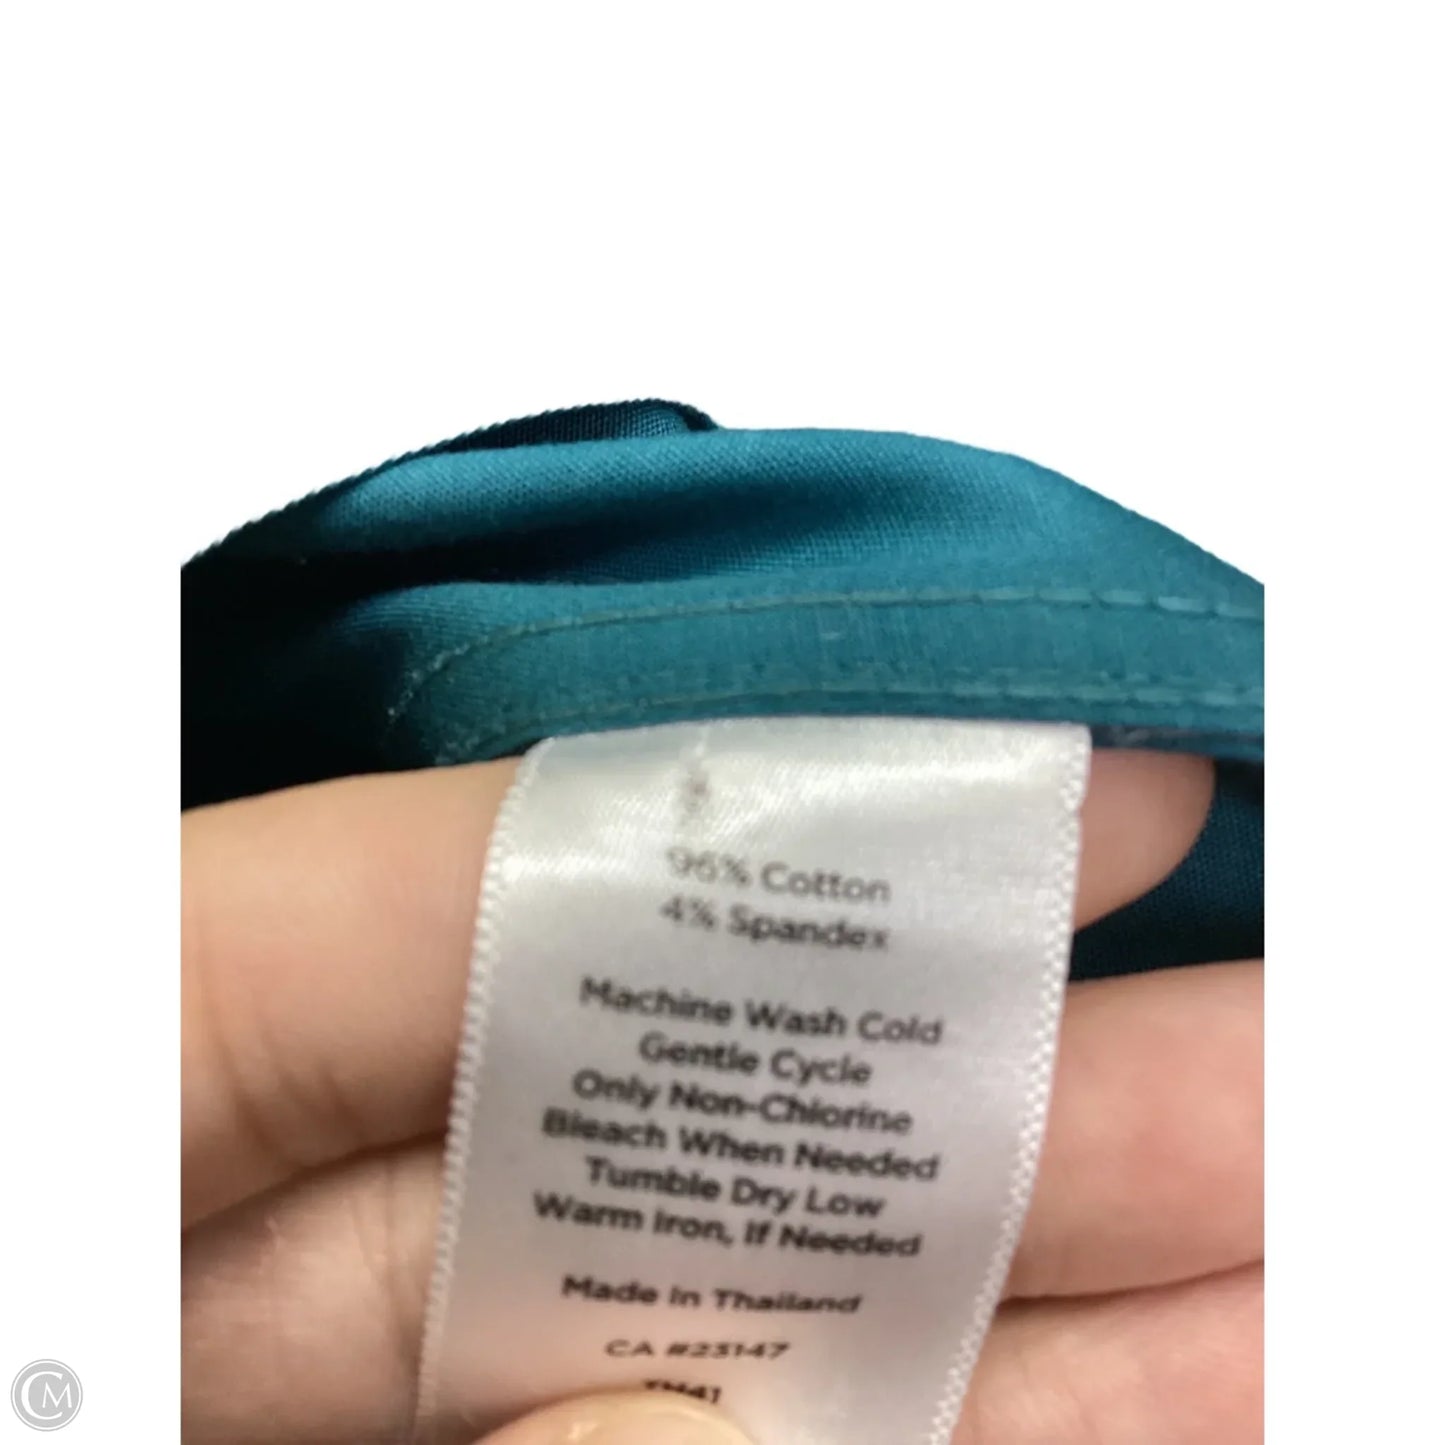 96% Cotton
4% Spandex
Machine Wash Cold
Gentle Cycle
Only Non-Chlorine
Bleach When Needed
Tumble Dry Low
Warm Iron, If Needed
Made In Thailand
CA #23147
CM